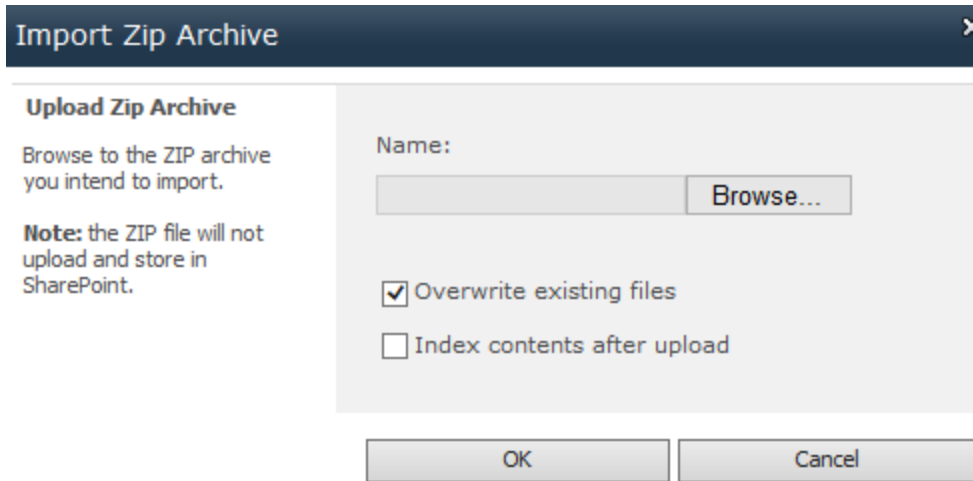 Import Zip Archive
Upload Zip Archive
Browse to the ZIP archive
you intend to import.
Note: the ZIP file will not
upload and store in
SharePoint.
Name:
Browse...
Overwrite existing files
Index contents after upload
OK
Cancel